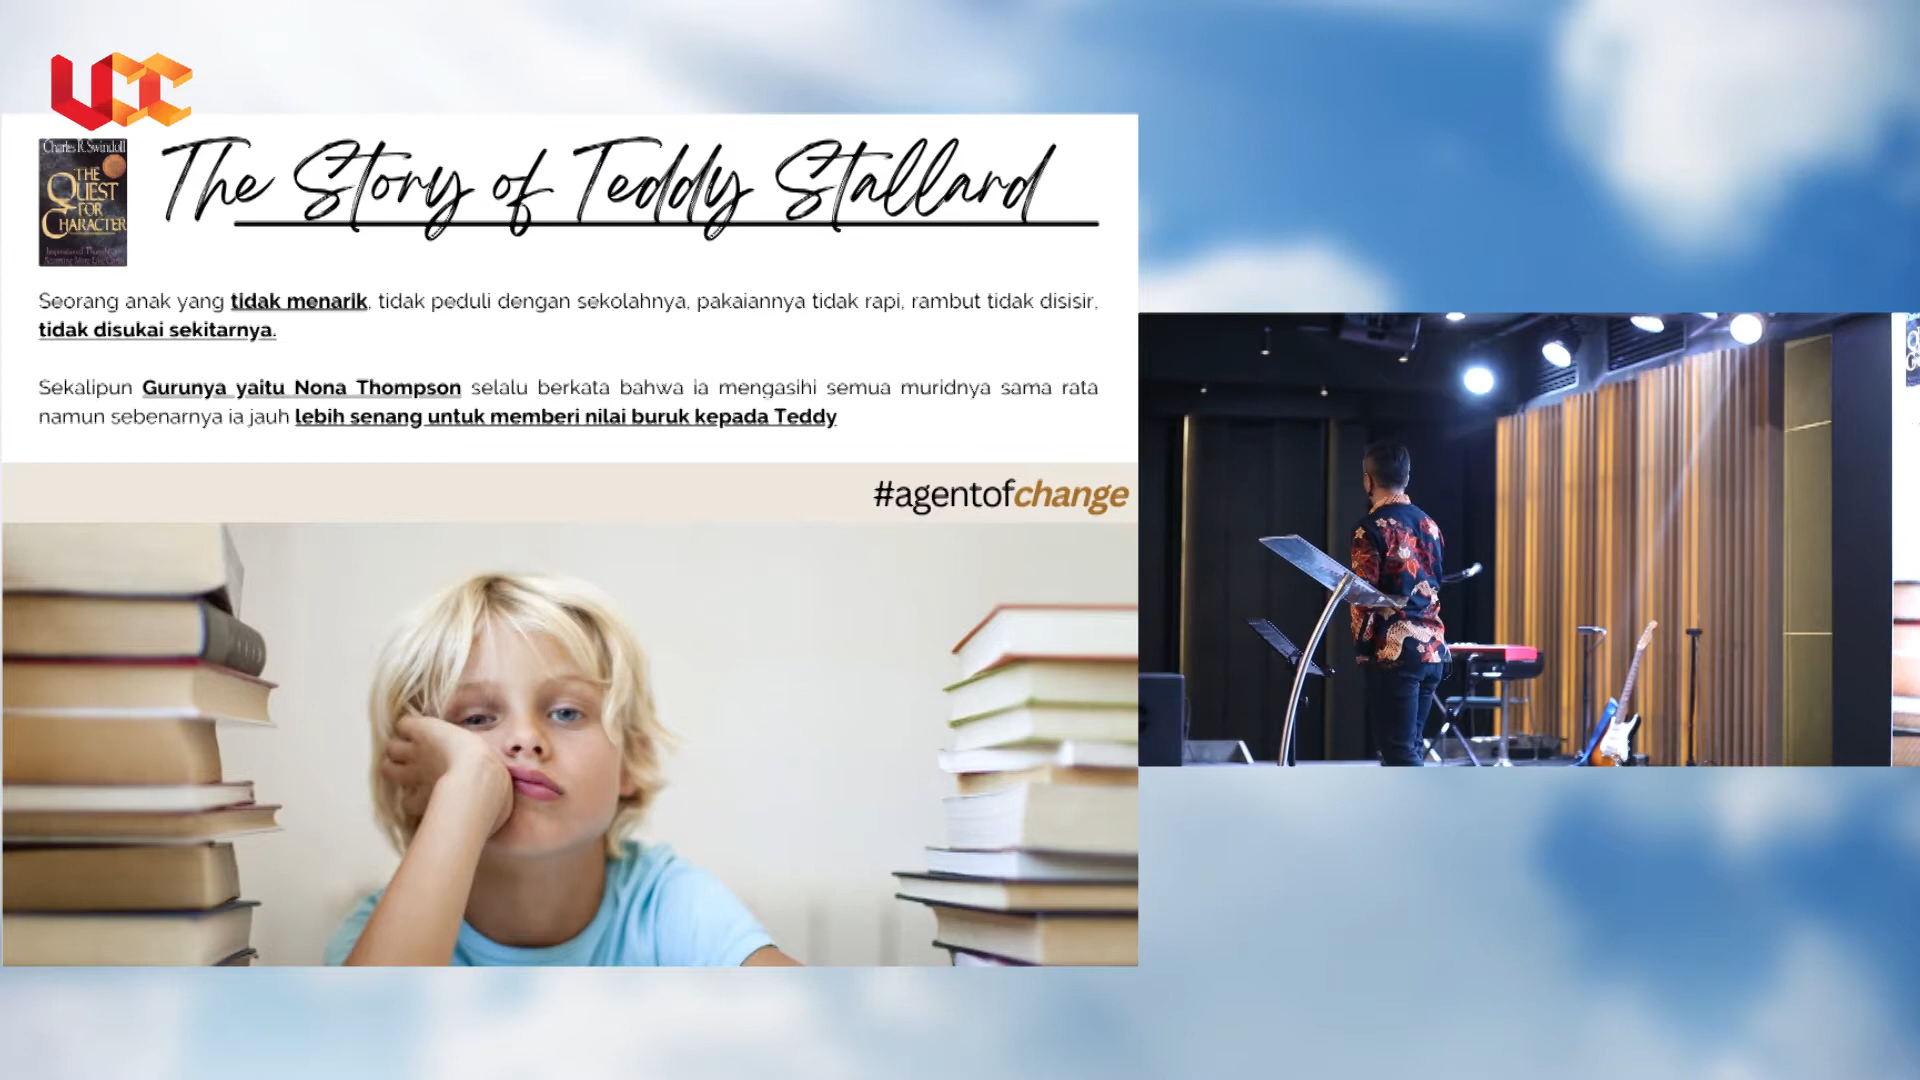 UCC
Charles R. Swindoll
THE
QUEST
FOR
CHARACTER
The Story of Teddy Stallard
Seorang anak yang tidak menarik, tidak peduli dengan sekolahnya, pakaiannya tidak rapi, rambut tidak disisir,
tidak disukai sekitarnya.
Sekalipun Gurunya yaitu Nona Thompson selalu berkata bahwa ia mengasihi semua muridnya sama rata
namun sebenarnya ia jauh lebih senang untuk memberi nilai buruk kepada Teddy
#agentofchange